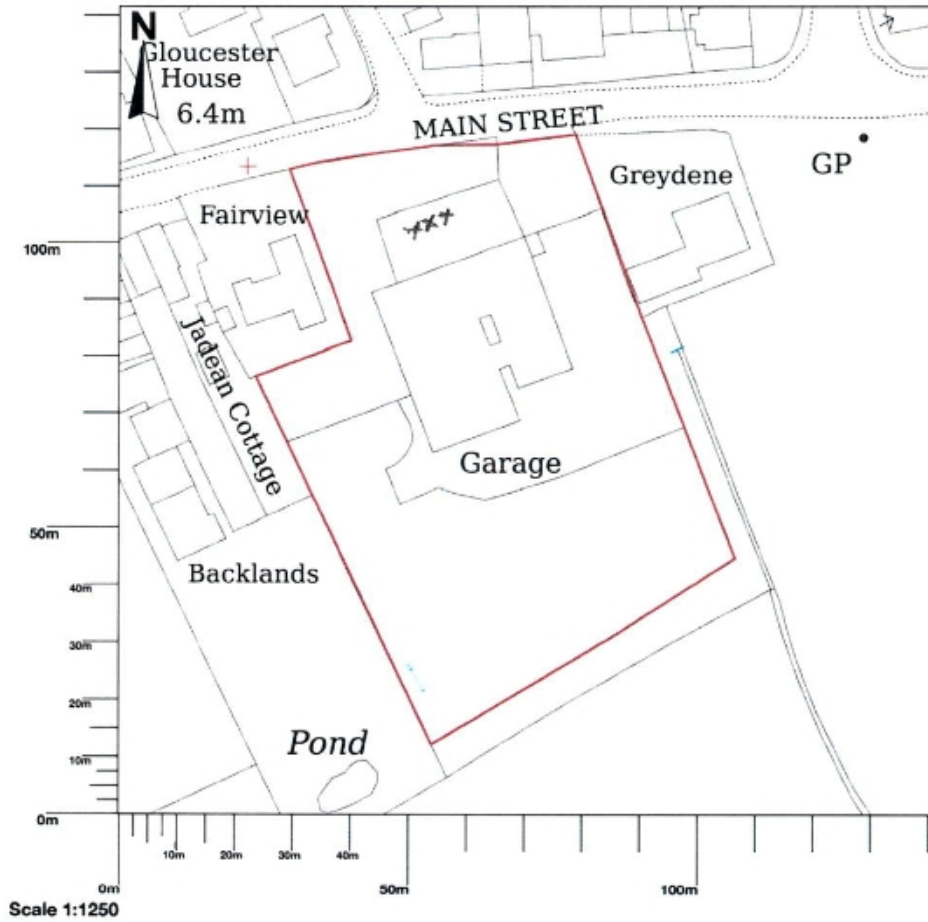 N
Gloucester
House
6.4m
MAIN STREET
GP
Greydene
Fairview
100m
Jadean Cottage
Garage
50m
Backlands
40m
30m
20m
Pond
10m
0m
10m
20m
30m
40m
0m
50m
100m
Scale 1:1250